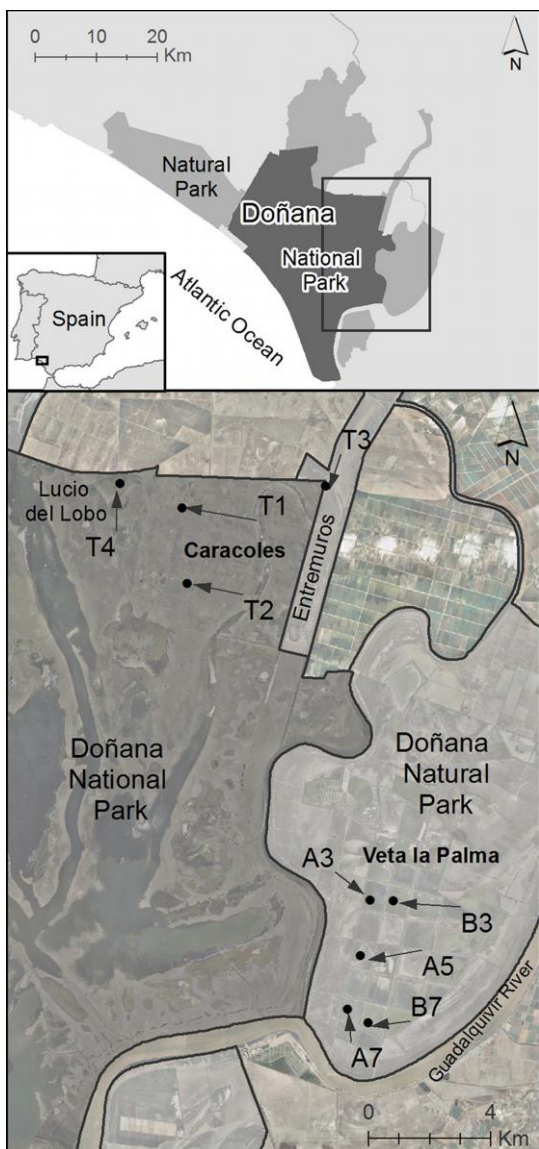 0 10 20
Km
N
Natural
Park
Doñana
National
Park
Atlantic Ocean
Spain
N
T3
Lucio
del Lobo
T1
T4
Caracoles
T2
Entremuros
Doñana
National
Park
Doñana
Natural
Park
Veta la Palma
A3
B3
A5
B7
A7
Guadalquivir River
0 4
Km